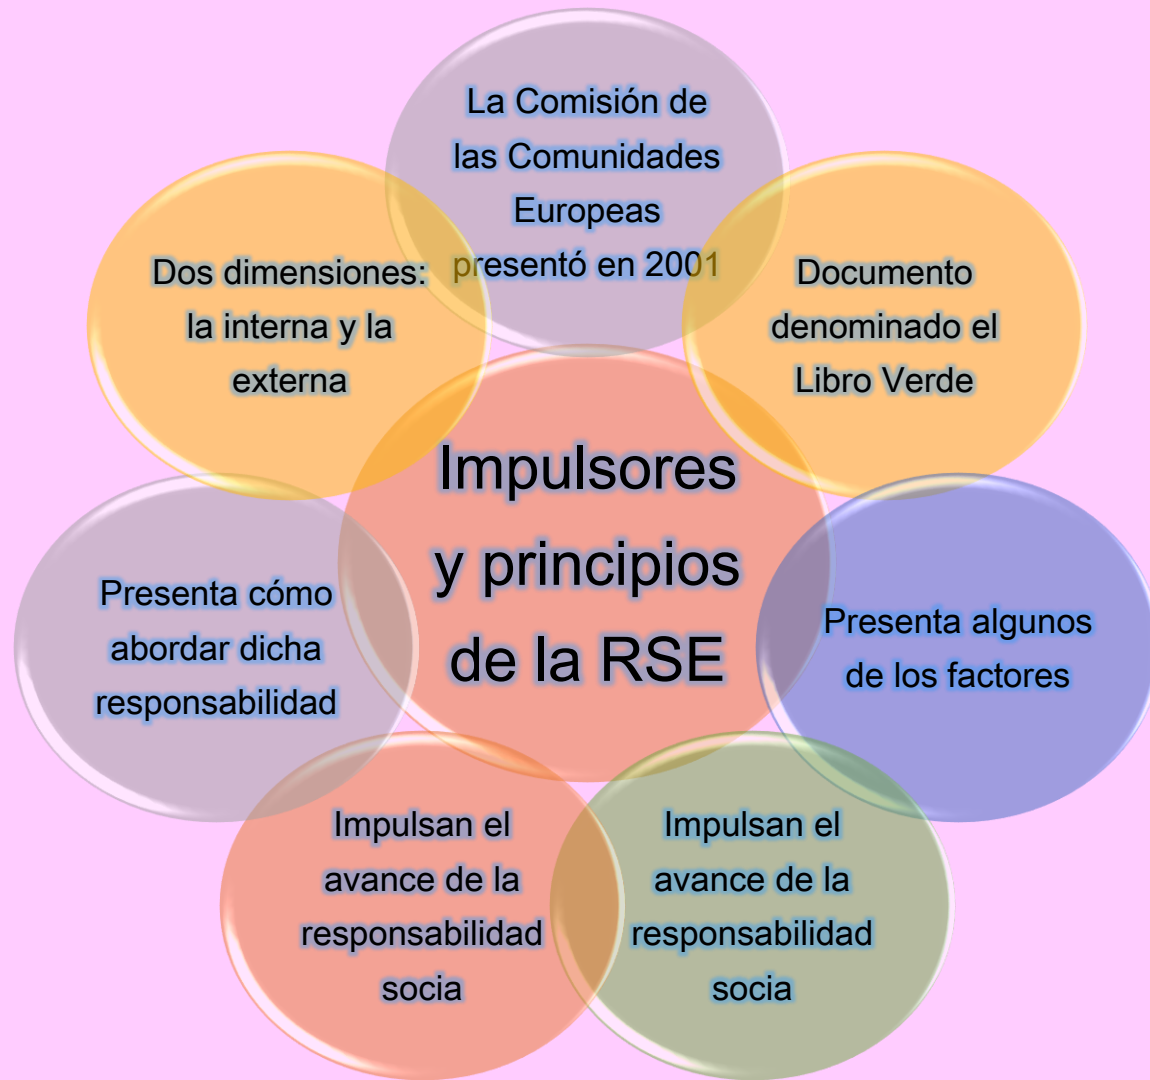 La Comisión de
las Comunidades
Europeas
presentó en 2001
Documento
denominado el
Libro Verde
Presenta algunos
de los factores
Impulsan el
avance de la
responsabilidad
socia
Impulsan el
avance de la
responsabilidad
socia
Presenta cómo
abordar dicha
responsabilidad
Dos dimensiones:
la interna y la
externa
Impulsores
y principios
de la RSE